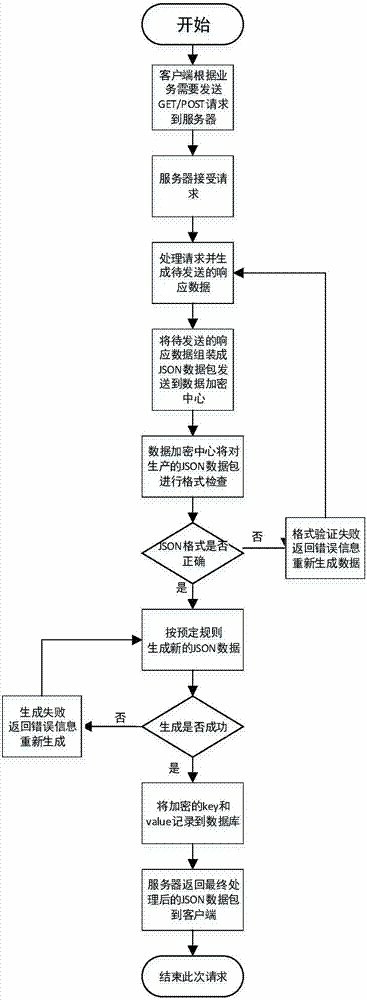 开始
客户端根据业
务需要发送
GET/POST请求
到服务器
服务器接受请
求
处理请求并生
成待发送的响
应数据
将待发送的响
应数据组装成
JSON数据包发
送到数据加密
中心
数据加密中心将对
生产的JSON数据包
进行格式检查
JSON格式是否
正确
否
格式验证失败
返回错误信息
重新生成数据
是
按预定规则
生成新的JSON数据
生成是否成功
否
生成失败
返回错误信息
重新生成
是
将加密的key和
value记录到数据库
服务器返回最终处
理后的JSON数据包
到客户端
结束此次请求